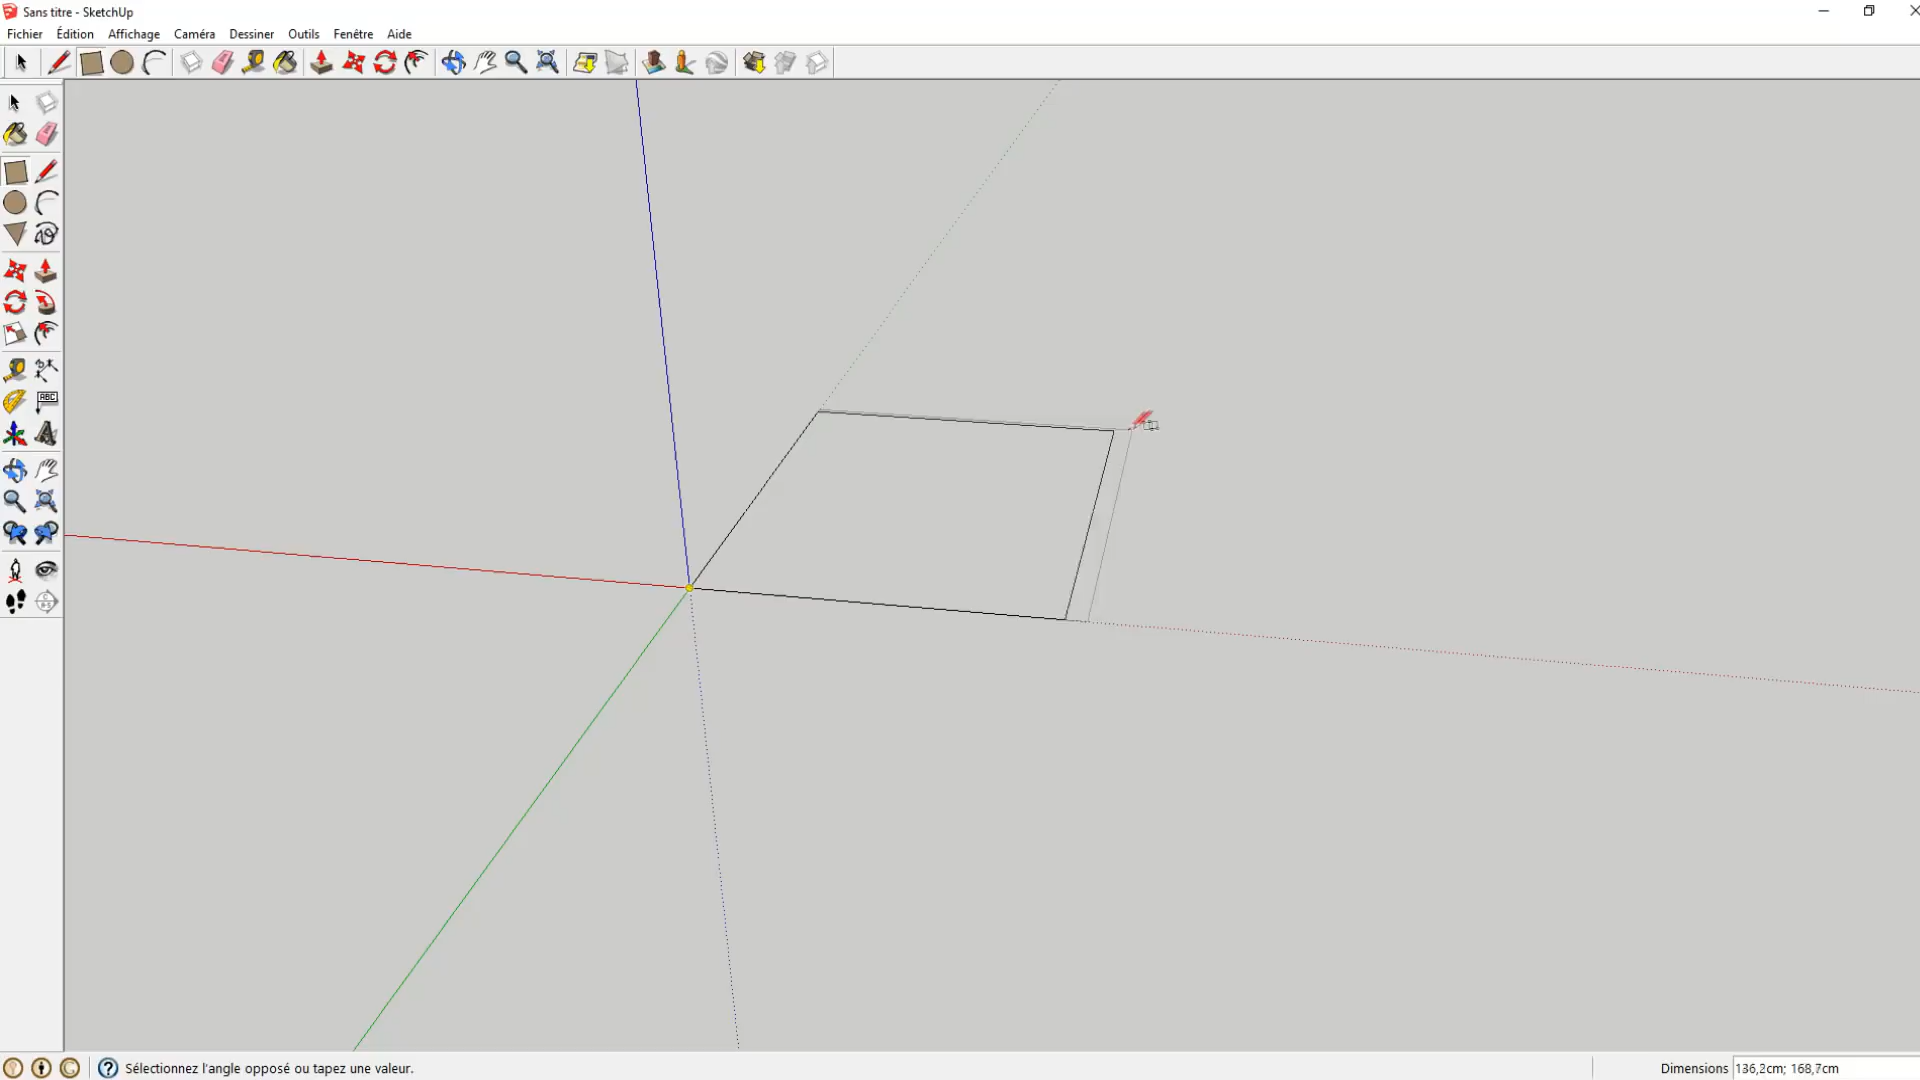 Sans titre - SketchUp
Fichier Édition Affichage Caméra Dessiner Outils Fenêtre Aide
ABC
Sélectionnez l'angle opposé ou tapez une valeur.
Dimensions 136,2cm; 168,7cm